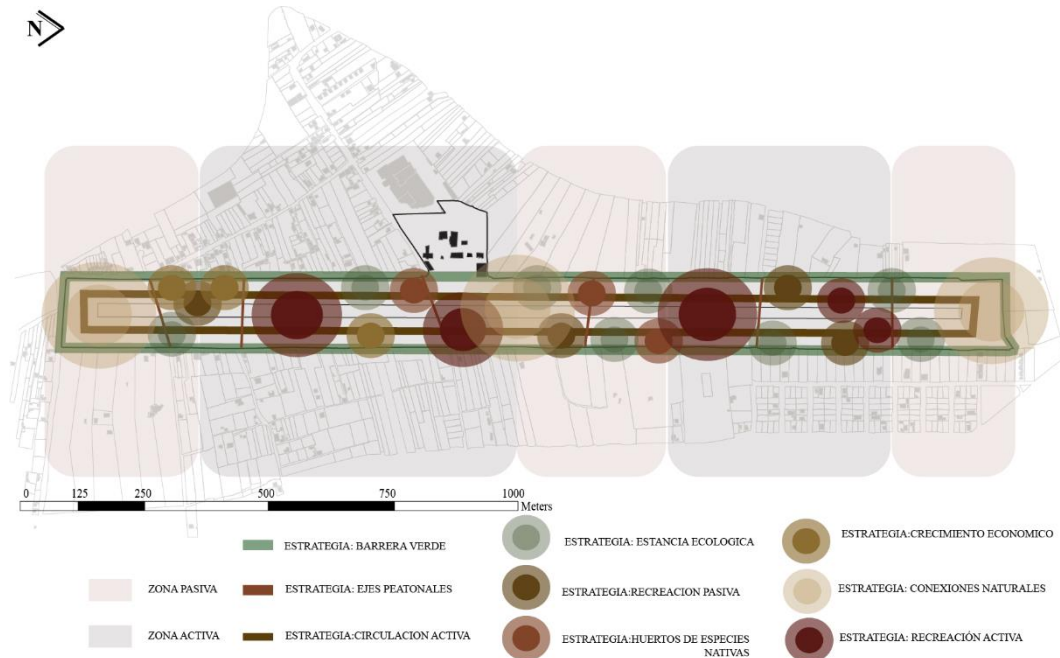 N
0 125 250 500 750 1000
Meters
ESTRATEGIA: BARRERA VERDE
ESTRATEGIA: ESTANCIA ECOLOGICA
ESTRATEGIA:CRECIMIENTO ECONOMICO
ZONA PASIVA
ESTRATEGIA: EJES PEATONALES
ESTRATEGIA:RECREACION PASIVA
ESTRATEGIA: CONEXIONES NATURALES
ZONA ACTIVA
ESTRATEGIA:CIRCULACION ACTIVA
ESTRATEGIA:HUERTOS DE ESPECIES
NATIVAS
ESTRATEGIA: RECREACIÓN ACTIVA